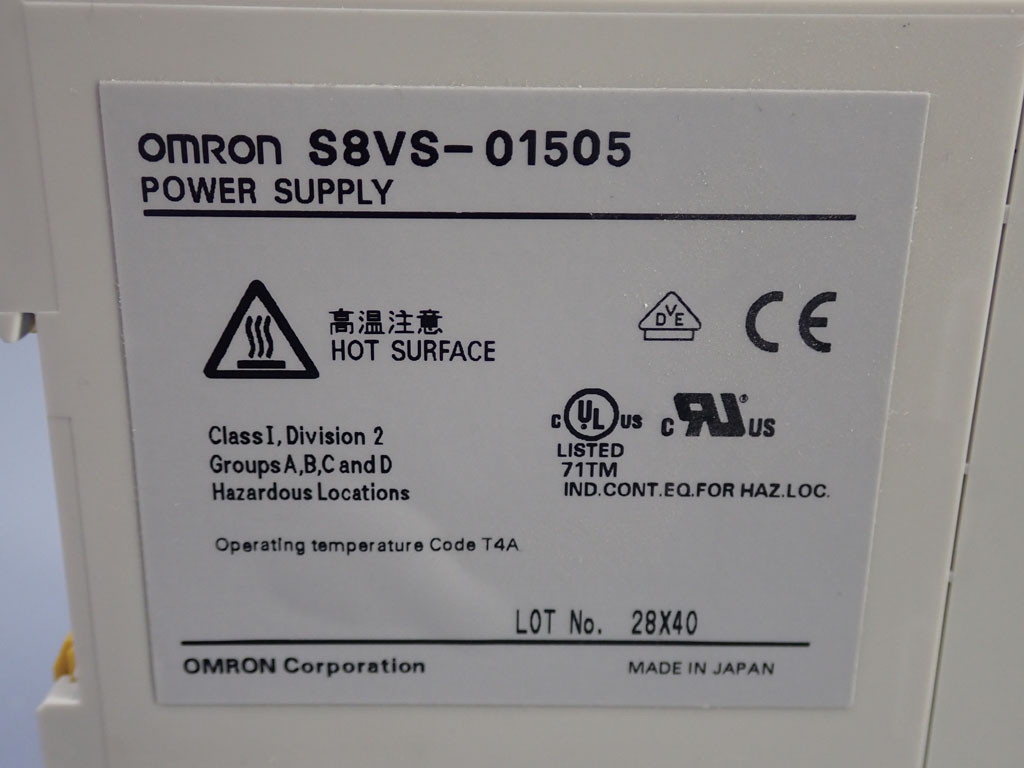 OMRON S8VS-01505
POWER SUPPLY
高温注意
HOT SURFACE
DVE
CE
Class I, Division 2
Groups A,B,C and D
Hazardous Locations
C UL US
LISTED
71TM
IND.CONT.EQ.FOR HAZ.LOC.
c RU ® US
Operating temperature Code T4A
LOT No. 28X40
OMRON Corporation
MADE IN JAPAN